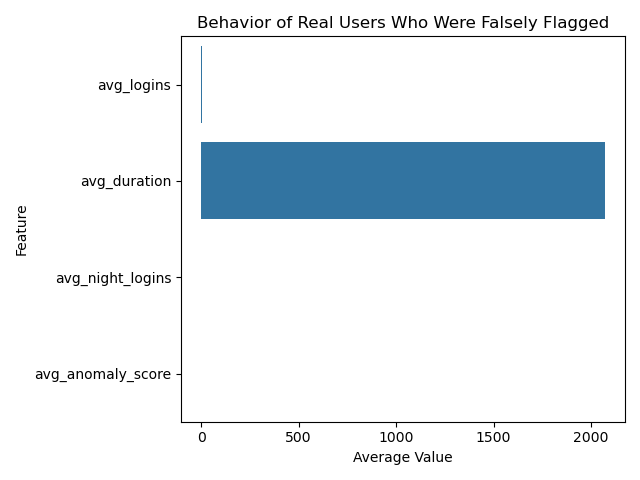 Behavior of Real Users Who Were Falsely Flagged
avg_logins
avg_duration
avg_night_logins
avg_anomaly_score
Feature
0 500 1000 1500 2000
Average Value